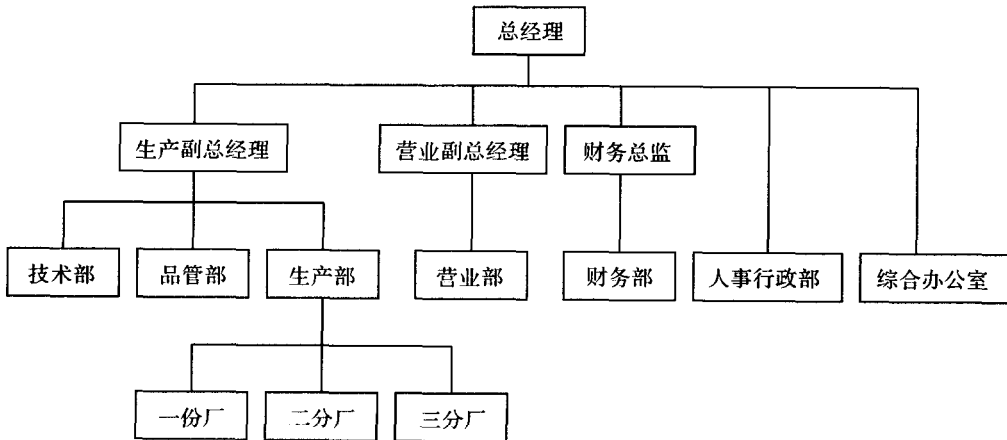 总经理
生产副总经理
营业副总经理
财务总监
技术部
品管部
生产部
营业部
财务部
人事行政部
综合办公室
一份厂
二分厂
三分厂